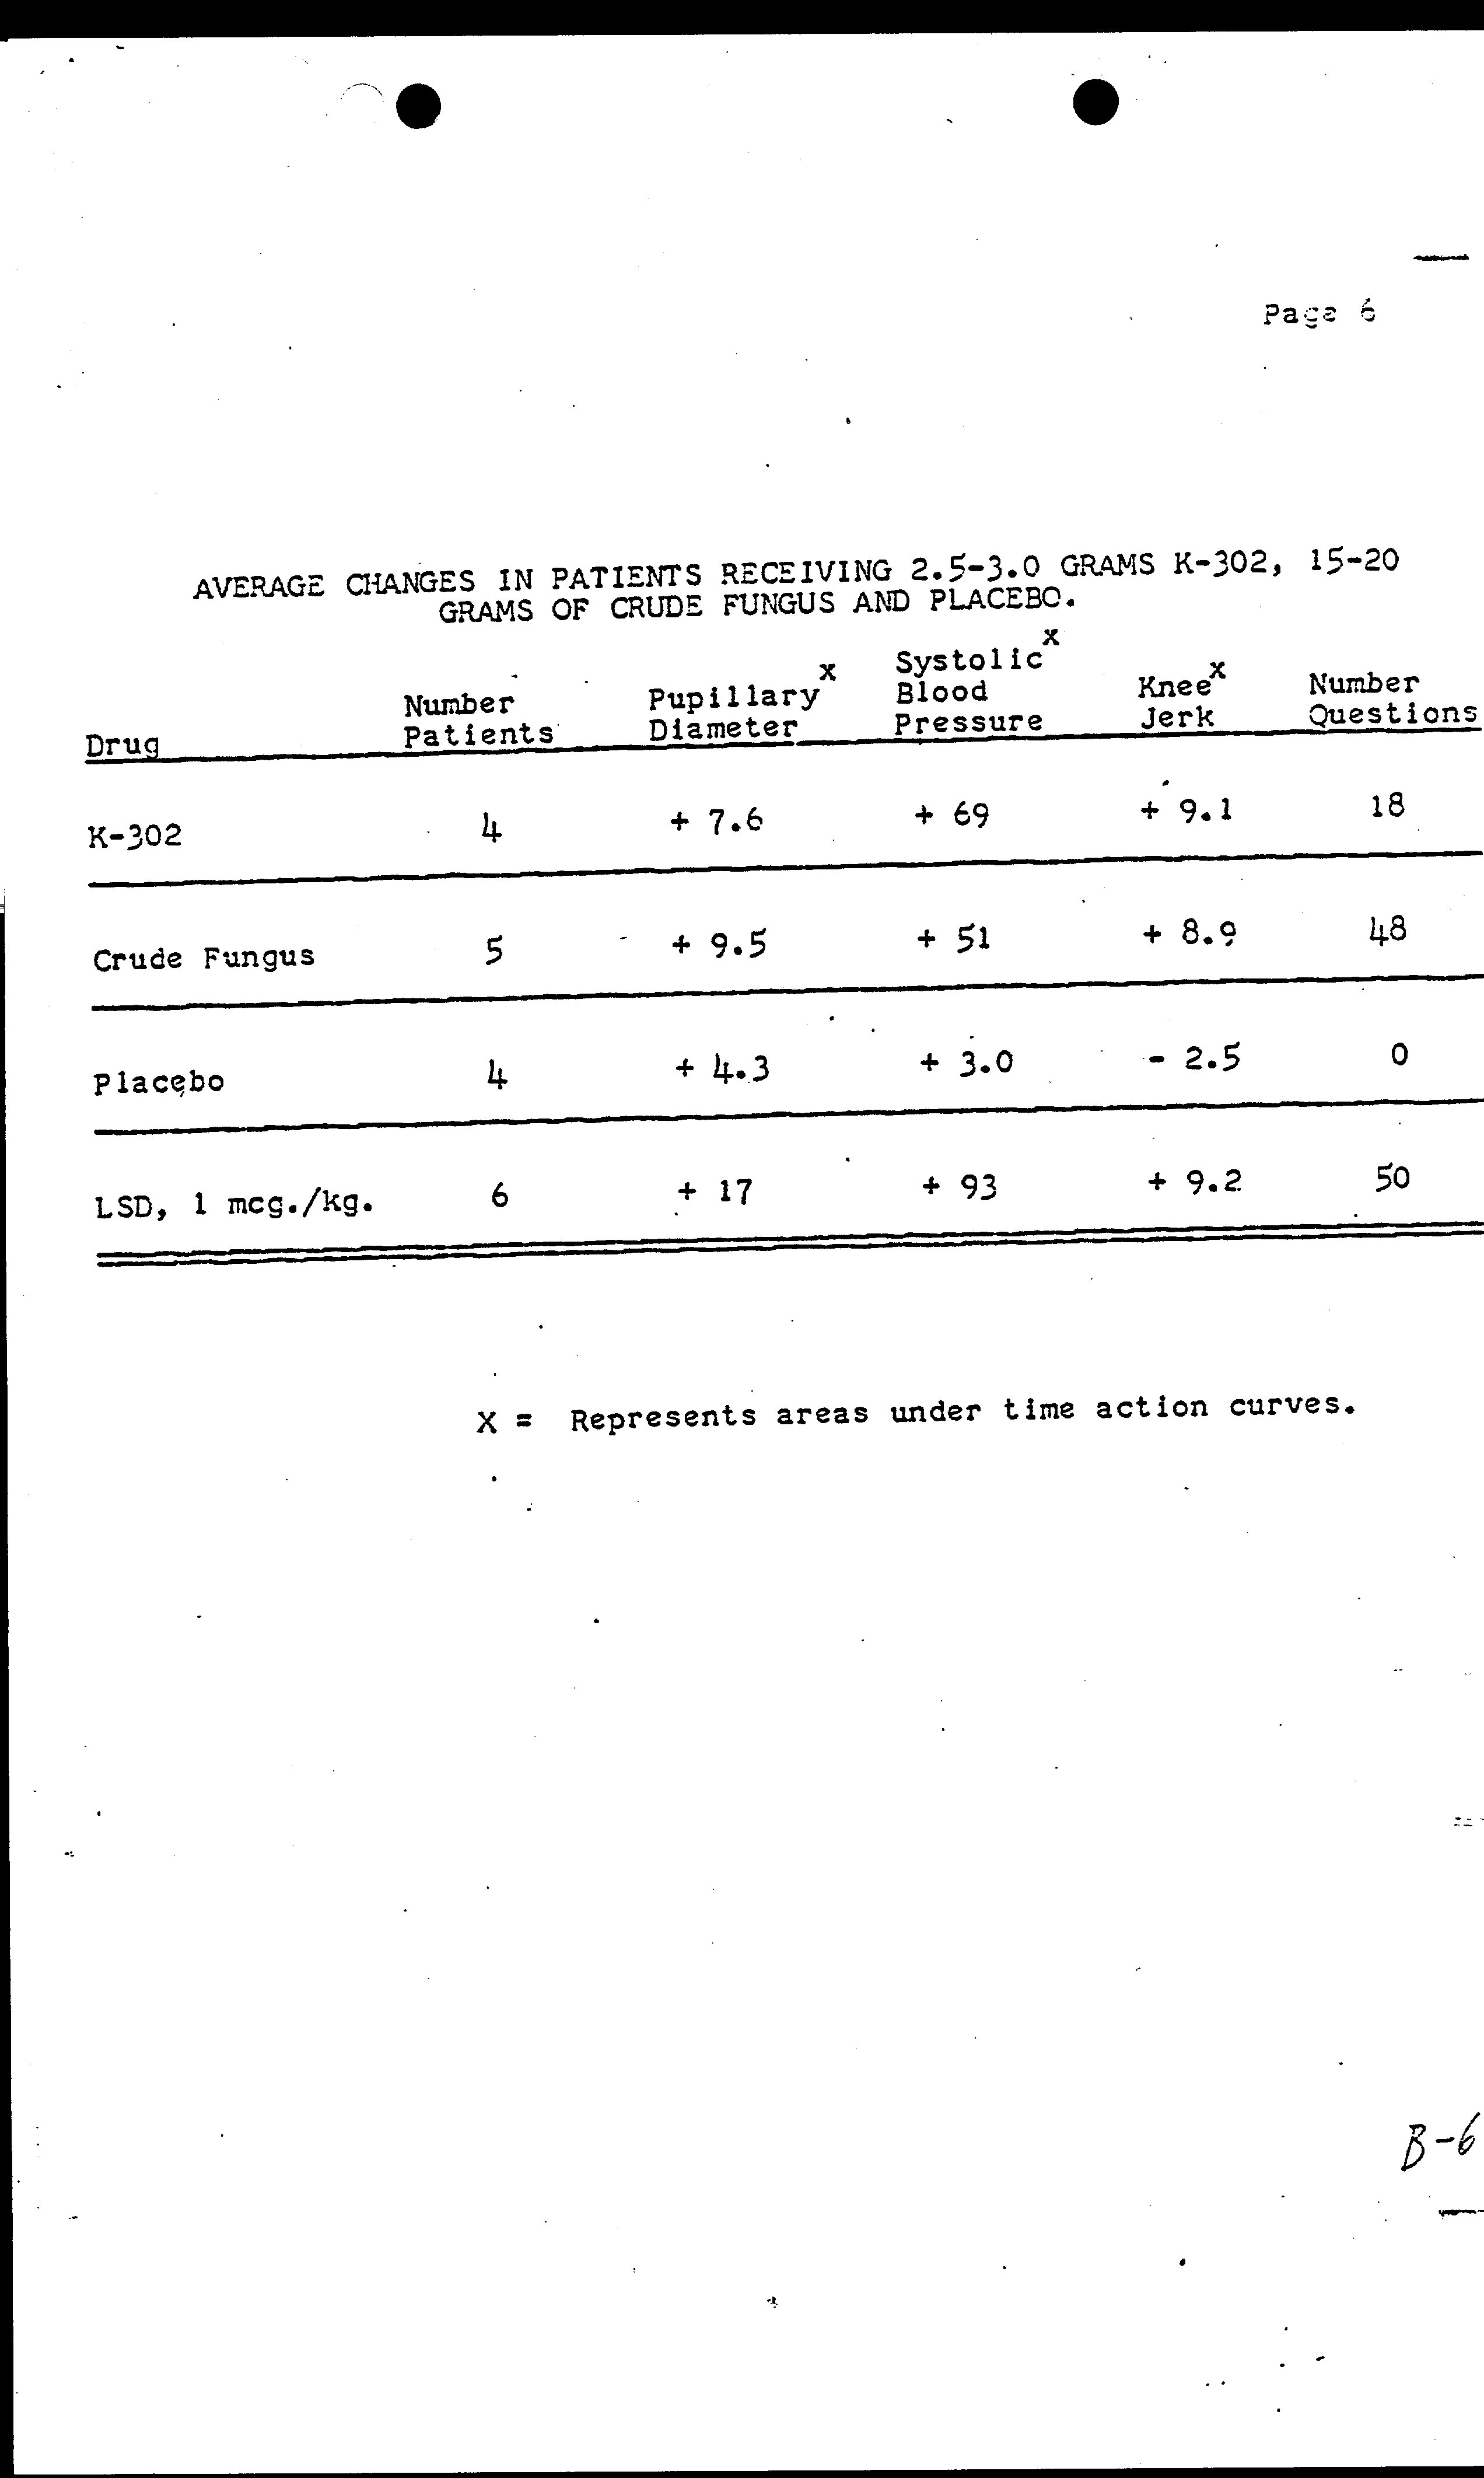 Page 6
AVERAGE CHANGES IN PATIENTS RECEIVING 2.5-3.0 GRAMS K-302, 15-20
GRAMS OF CRUDE FUNGUS AND PLACEBO.
Drug Number Patients Pupillary Diameter X Systolic Blood Pressure X Knee Jerk X Number Questions
K-302 4 + 7.6 + 69 + 9.1 18
Crude Fungus 5 + 9.5 + 51 + 8.9 48
Placebo 4 + 4.3 + 3.0 - 2.5 0
LSD, 1 mcg./kg. 6 + 17 + 93 + 9.2 50
X = Represents areas under time action curves.
B-6